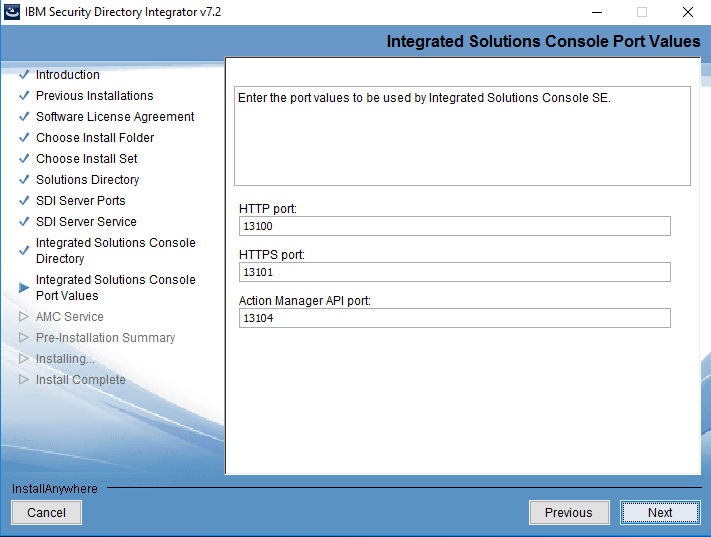 IBM Security Directory Integrator v7.2
Integrated Solutions Console Port Values
Introduction
Previous Installations
Software License Agreement
Choose Install Folder
Choose Install Set
Solutions Directory
SDI Server Ports
SDI Server Service
Integrated Solutions Console
Directory
Integrated Solutions Console
Port Values
AMC Service
Pre-Installation Summary
Installing...
Install Complete
Enter the port values to be used by Integrated Solutions Console SE.
HTTP port:
13100
HTTPS port:
13101
Action Manager API port:
13104
InstallAnywhere
Cancel
Previous
Next